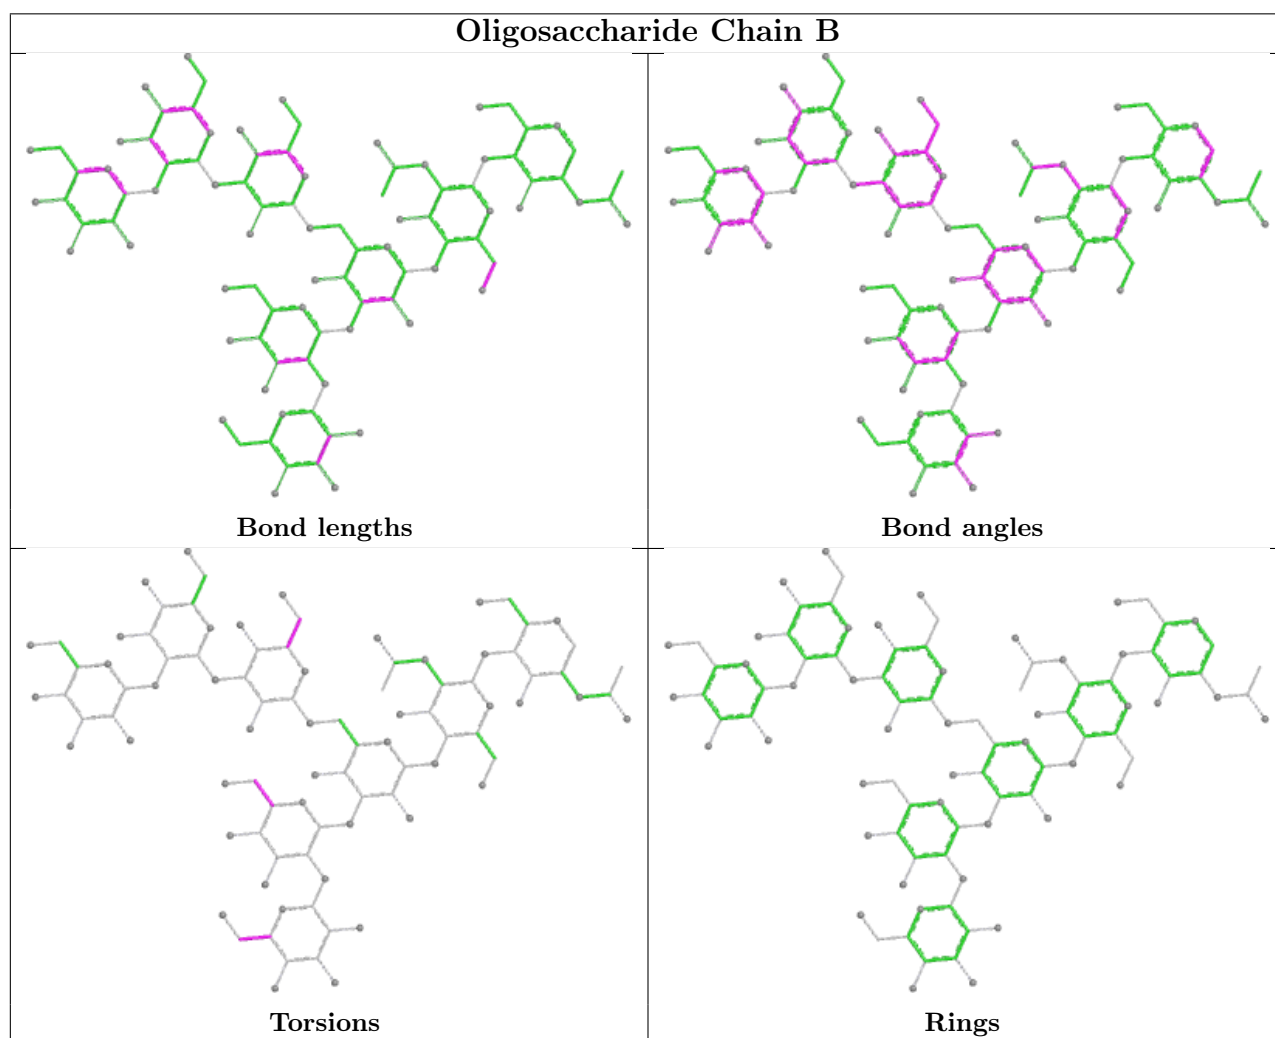 Oligosaccharide Chain B
Bond lengths
Bond angles
Torsions
Rings